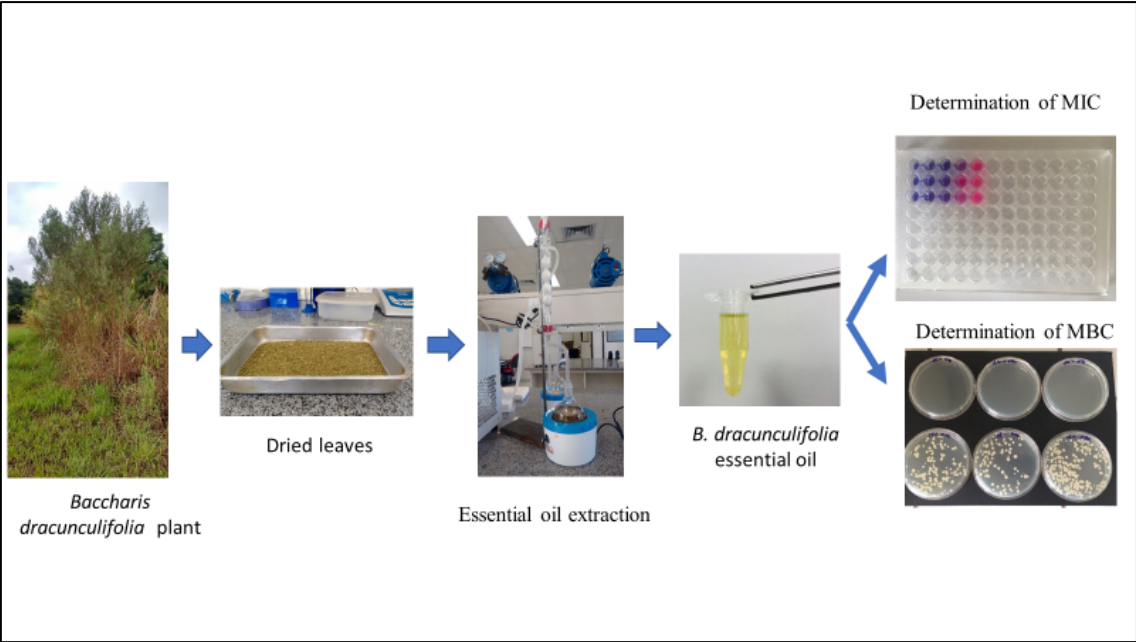 Baccharis
dracunculifolia plant
Dried leaves
Essential oil extraction
B. dracunculifolia
essential oil
Determination of MIC
Determination of MBC